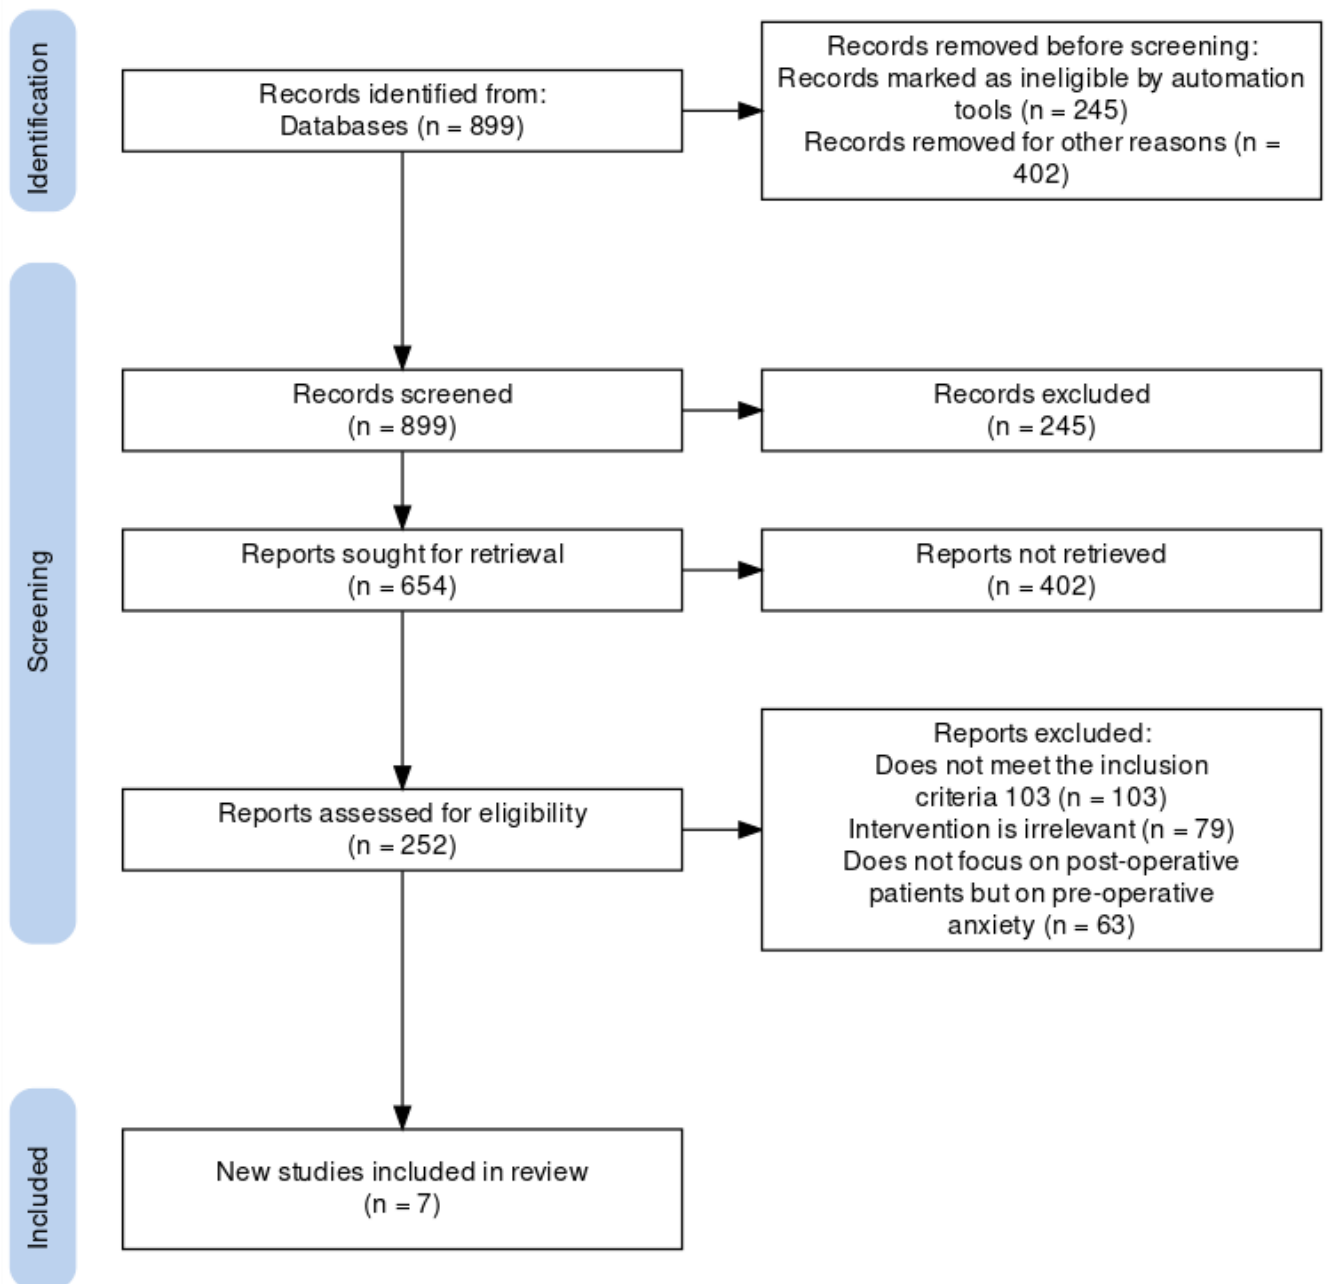 Identification
Records identified from:
Databases (n = 899)
Records removed before screening:
Records marked as ineligible by automation
tools (n = 245)
Records removed for other reasons (n =
402)
Screening
Records screened
(n = 899)
Records excluded
(n = 245)
Reports sought for retrieval
(n = 654)
Reports not retrieved
(n = 402)
Reports assessed for eligibility
(n = 252)
Reports excluded:
Does not meet the inclusion
criteria 103 (n = 103)
Intervention is irrelevant (n = 79)
Does not focus on post-operative
patients but on pre-operative
anxiety (n = 63)
Included
New studies included in review
(n = 7)